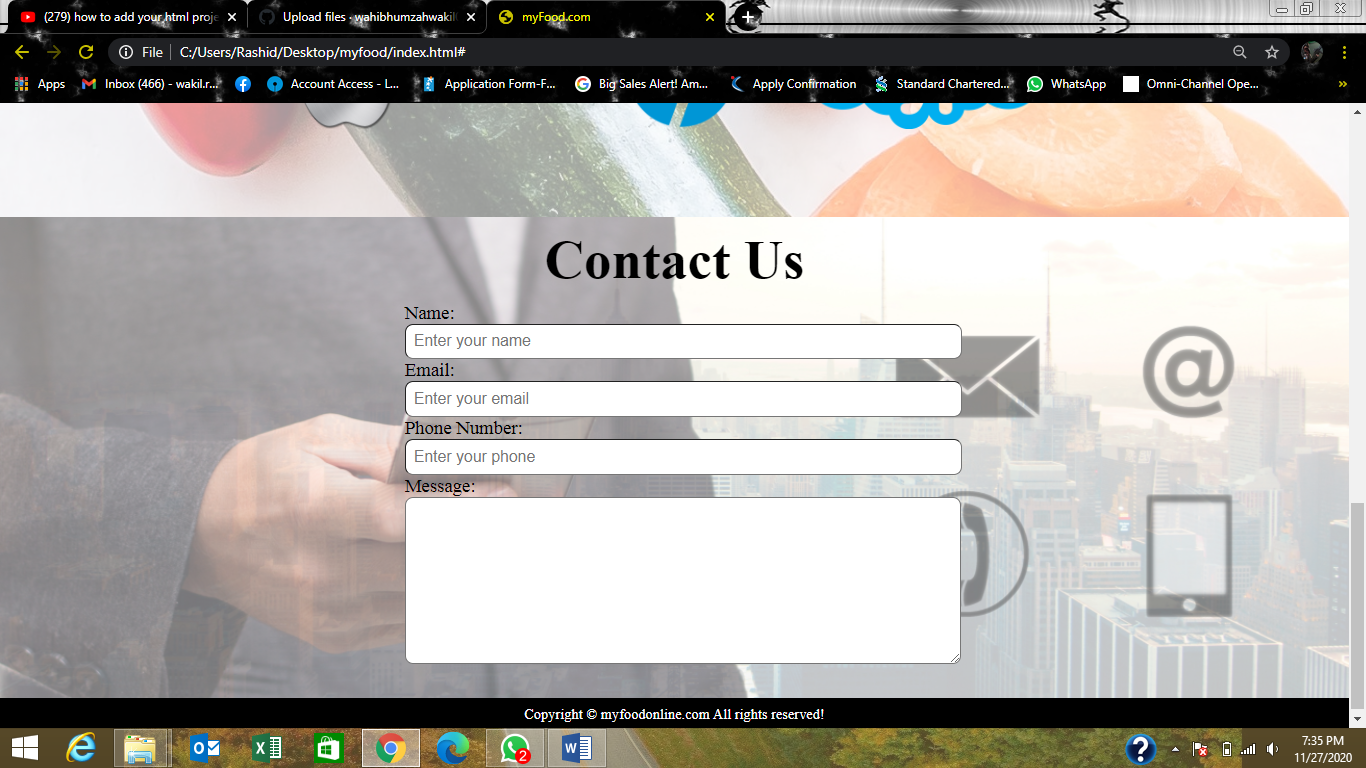 (279) how to add your html proje
Upload files · wahibhumzahwakil
myFood.com
File
C:/Users/Rashid/Desktop/myfood/index.html#
Apps
Inbox (466) - wakil.r...
Account Access - L...
Application Form-F...
Big Sales Alert! Am...
Apply Confirmation
Standard Chartered...
WhatsApp
Omni-Channel Ope...
»
Contact Us
Name:
Enter your name
Email:
Enter your email
Phone Number:
Enter your phone
Message:
Copyright © myfoodonline.com All rights reserved!
2
7:35 PM
11/27/2020